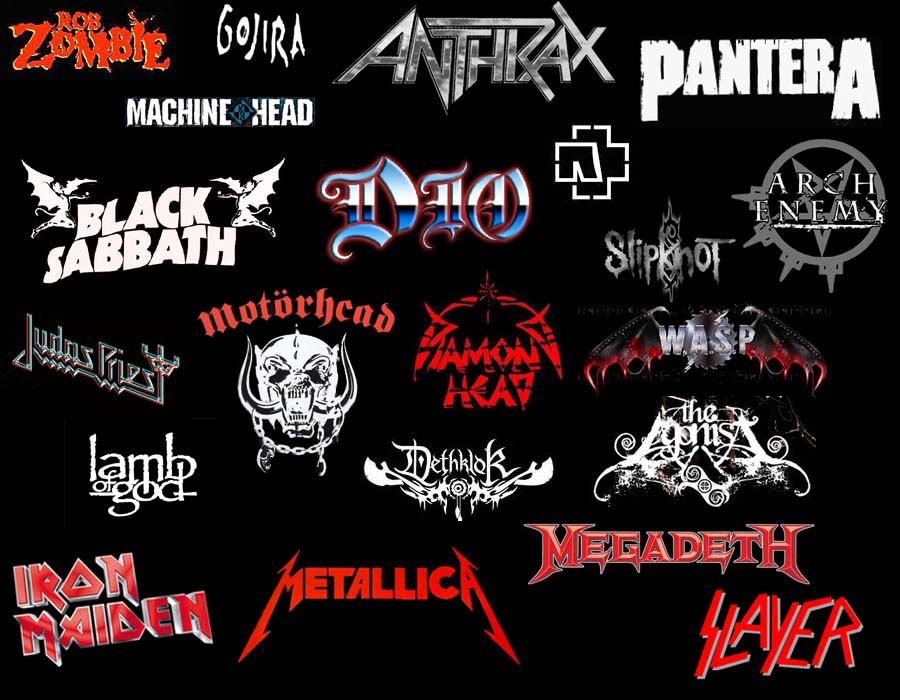 ROB
ZOMBIE
GOJIRA
ANTHRAX
PANTERA
MACHINE HEAD
BLACK
SABBATH
DIO
ARCH
ENEMY
SlipKnoT
Judas Priest
Motörhead
DIAMOND
HEAD
W.A.S.P
the
Agonist
lamb
of
god
Dethklok
MEGADETH
IRON
MAIDEN
METALLICA
SLAYER